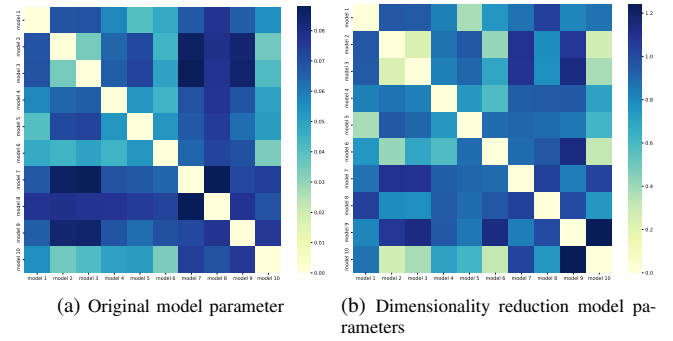 model 1
model 2
model 3
model 4
model 5
model 6
model 7
model 8
model 9
model 10
model 1 model 2 model 3 model 4 model 5 model 6 model 7 model 8 model 9 model 10
0.08
0.07
0.06
0.05
0.04
0.03
0.02
0.01
0.00
(a) Original model parameter
model 1
model 2
model 3
model 4
model 5
model 6
model 7
model 8
model 9
model 10
model 1 model 2 model 3 model 4 model 5 model 6 model 7 model 8 model 9 model 10
1.2
1.0
0.8
0.6
0.4
0.2
0.0
(b) Dimensionality reduction model pa-
rameters